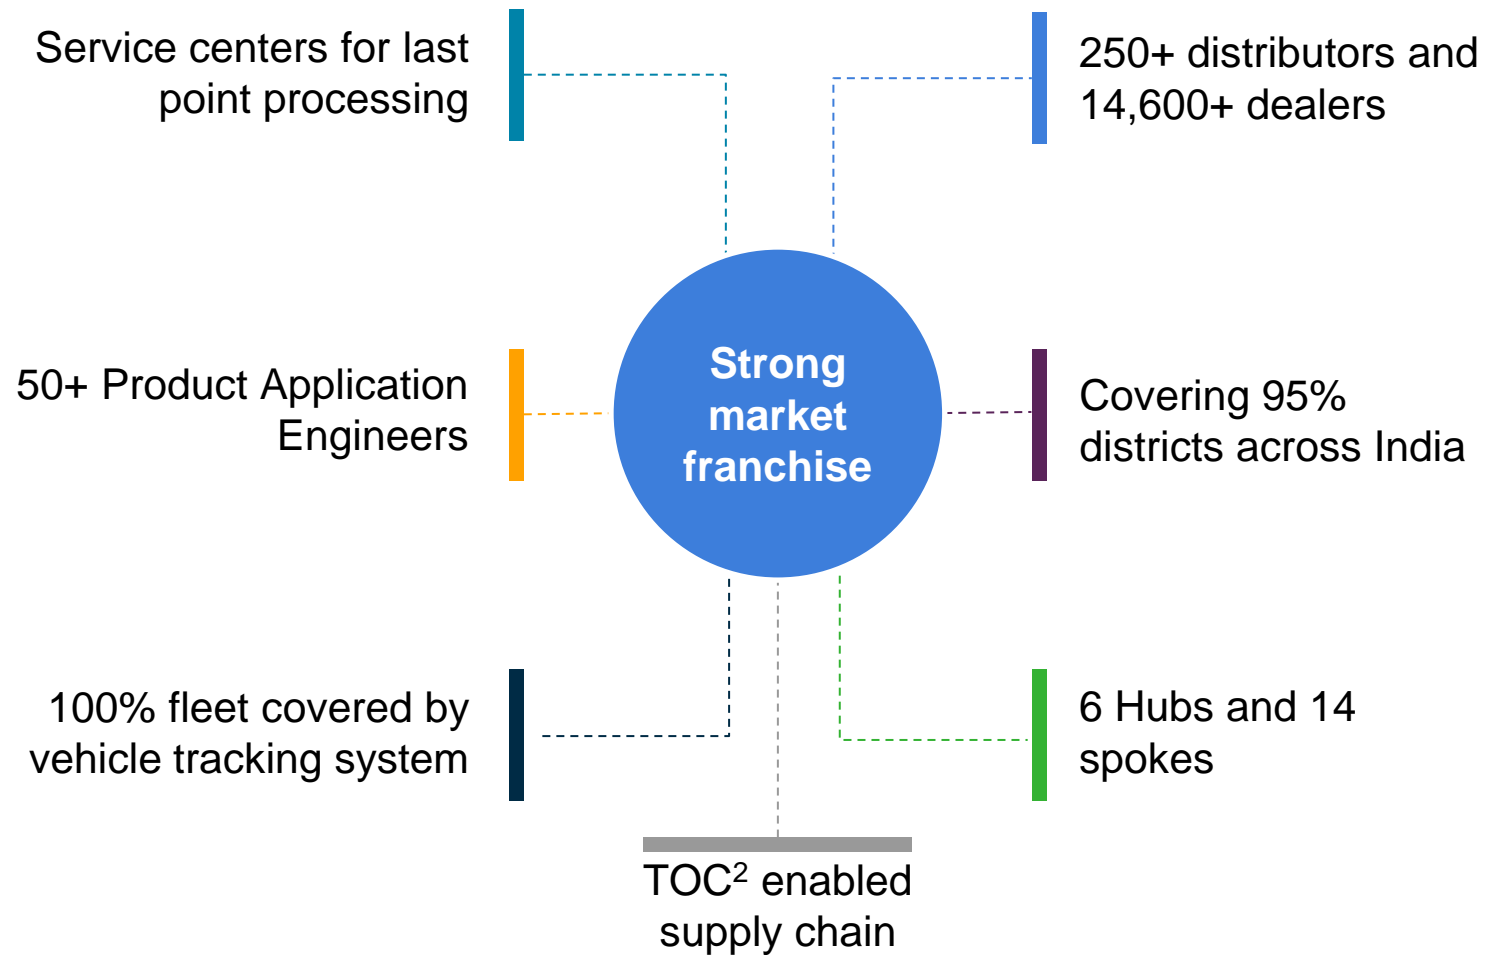 Service centers for last
point processing
250+ distributors and
14,600+ dealers
50+ Product Application
Engineers
Strong
market
franchise
Covering 95%
districts across India
100% fleet covered by
vehicle tracking system
6 Hubs and 14
spokes
TOC² enabled
supply chain